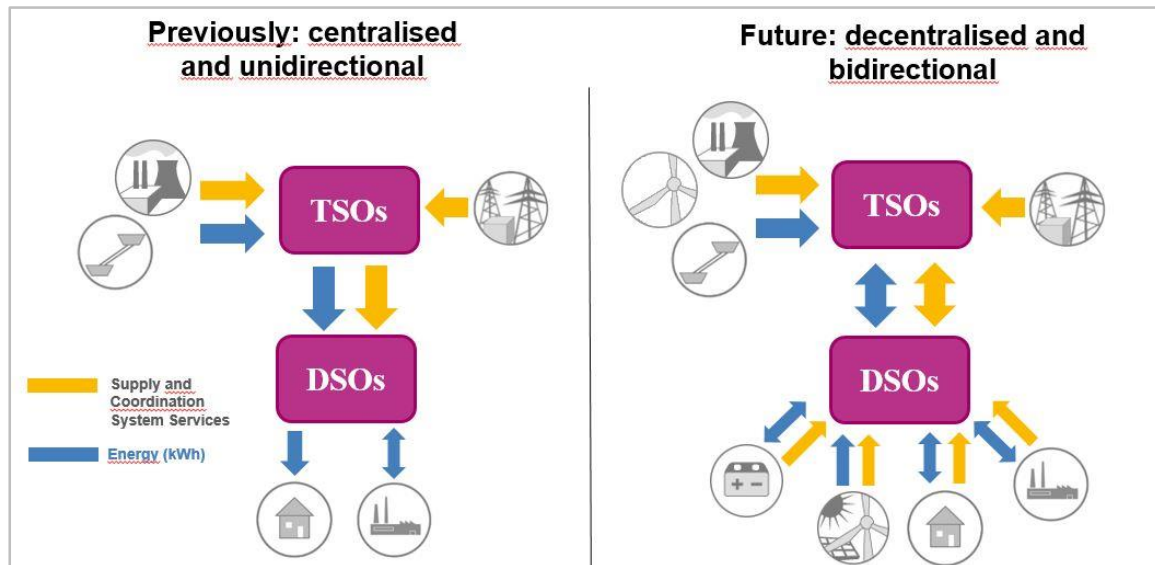 Previously: centralised
and unidirectional
TSOs
DSOs
Supply and
Coordination
System Services
Energy (kWh)
Future: decentralised and
bidirectional
TSOs
DSOs